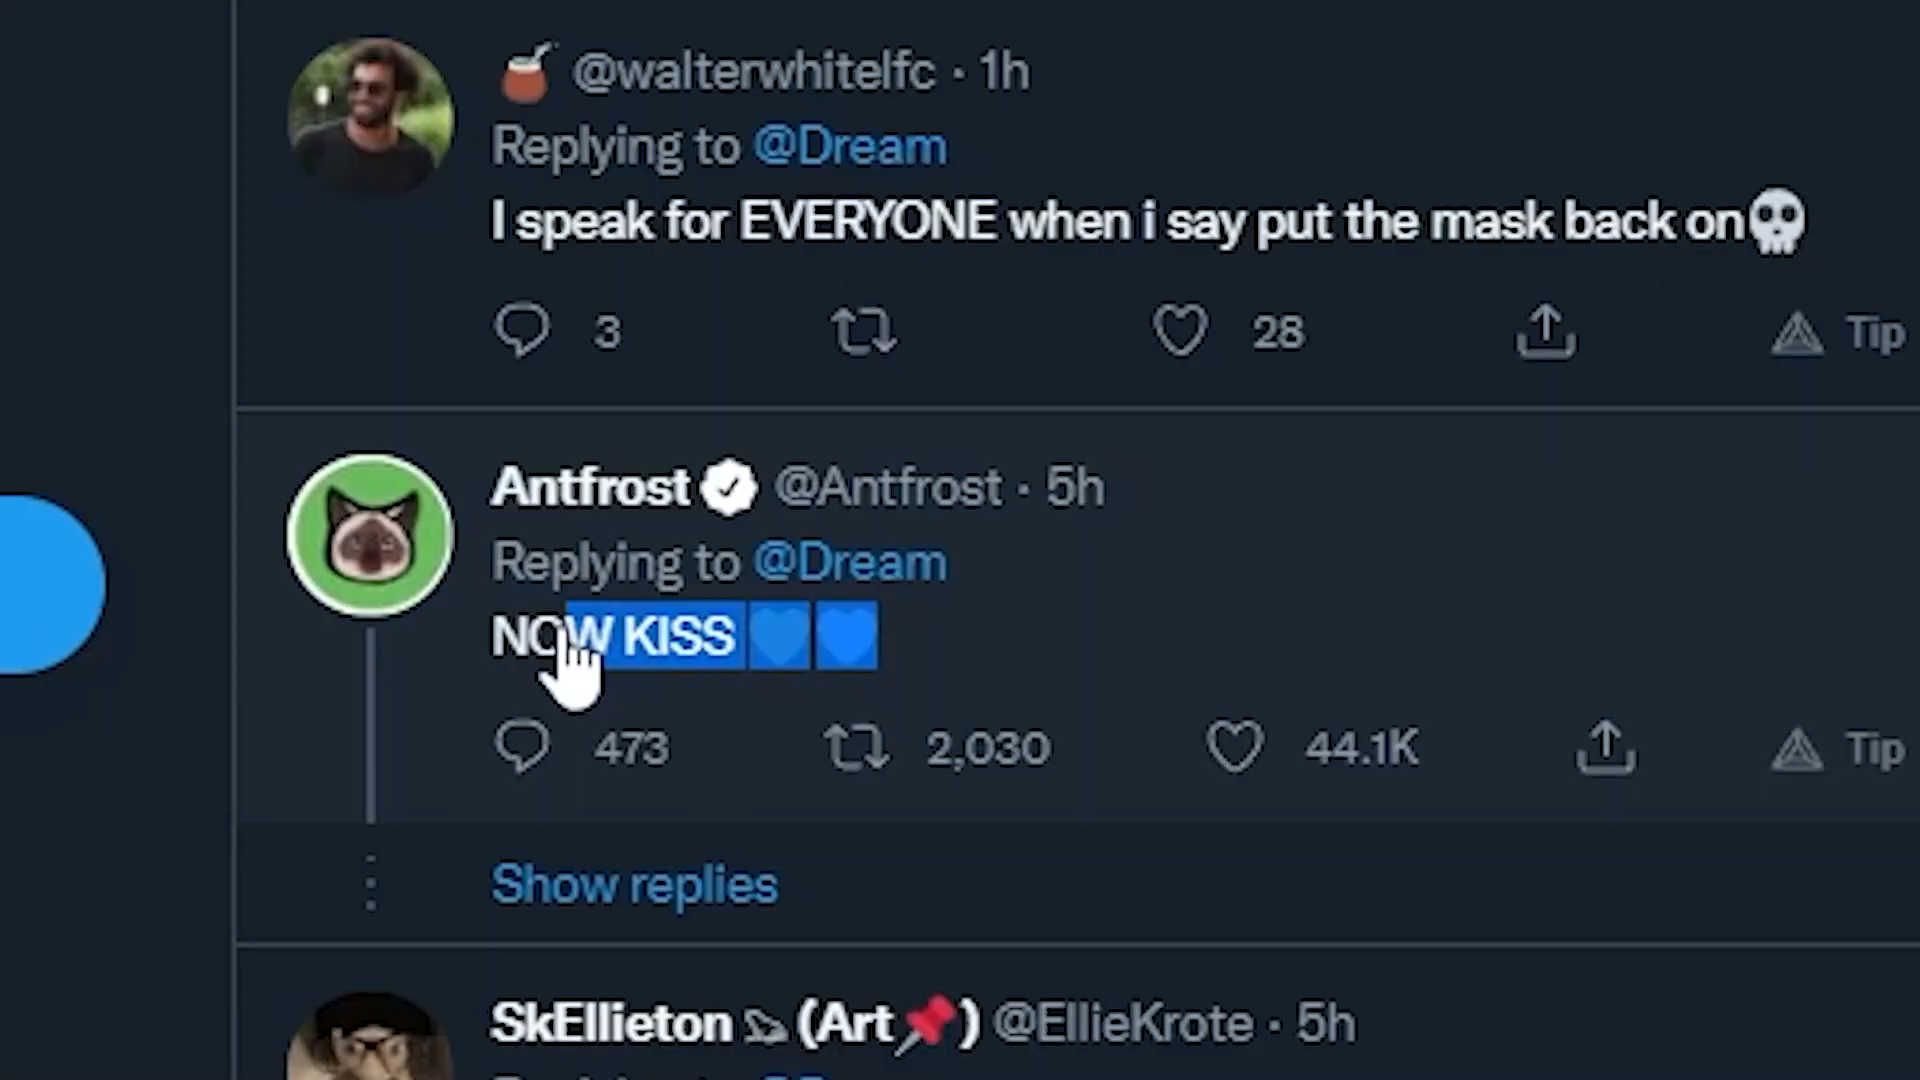 @walterwhitelfc · 1h
Replying to @Dream
I speak for EVERYONE when i say put the mask back on💀
3 28 Tip
Antfrost @Antfrost · 5h
Replying to @Dream
NOW KISS 💙💙
473 2,030 44.1K Tip
Show replies
SkEllieton (Art📌) @EllieKrote · 5h